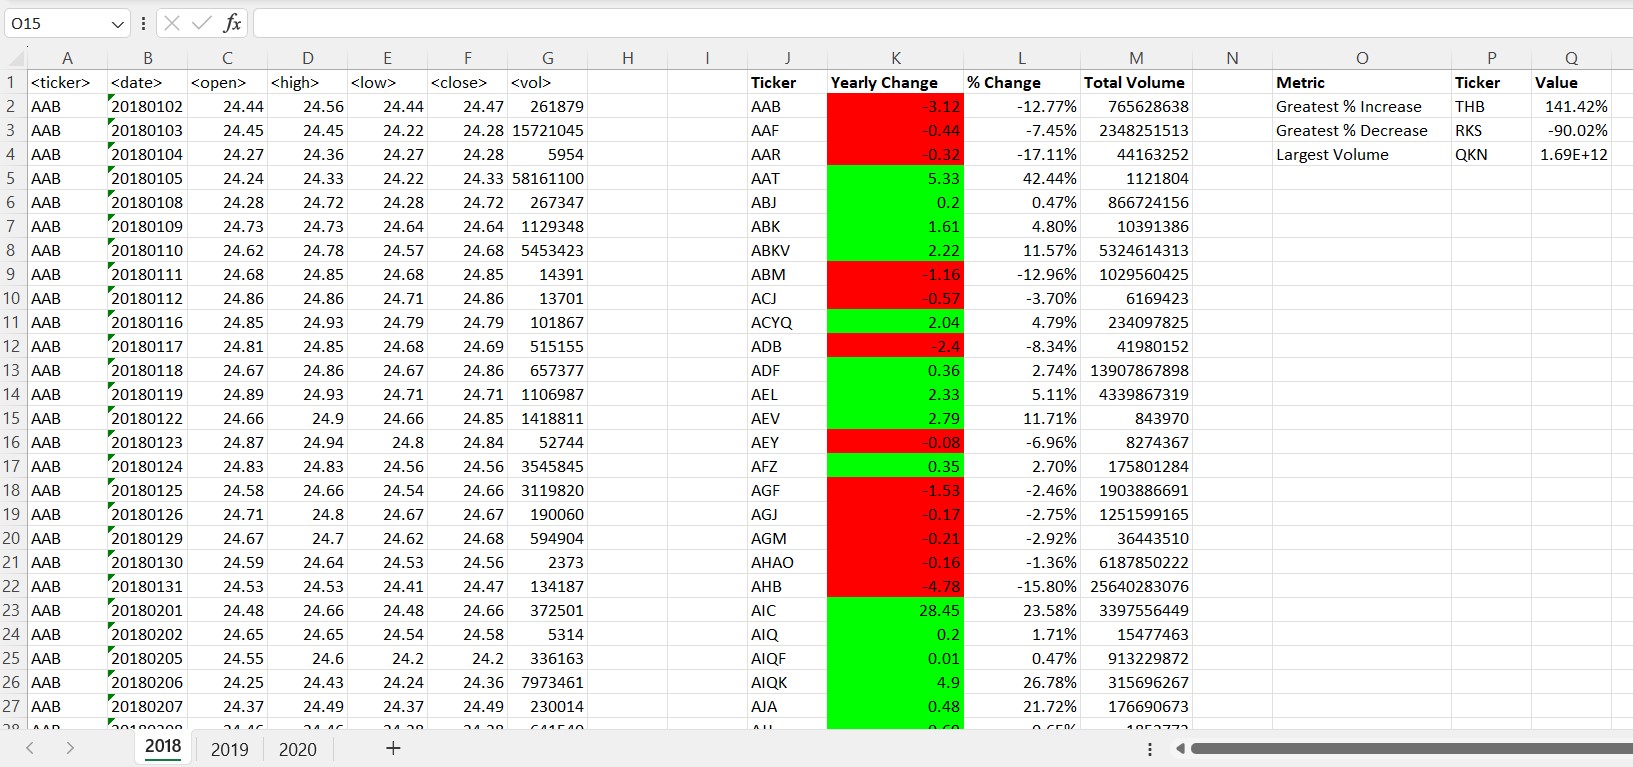 O15 fx
A B C D E F G H I J K L M N O P Q
1 <ticker> <date> <open> <high> <low> <close> <vol> Ticker Yearly Change % Change Total Volume Metric Ticker Value
2 AAB 20180102 24.44 24.56 24.44 24.47 261879 AAB -3.12 -12.77% 765628638 Greatest % Increase THB 141.42%
3 AAB 20180103 24.45 24.45 24.22 24.28 15721045 AAF -0.44 -7.45% 2348251513 Greatest % Decrease RKS -90.02%
4 AAB 20180104 24.27 24.36 24.27 24.28 5954 AAR -0.32 -17.11% 44163252 Largest Volume QKN 1.69E+12
5 AAB 20180105 24.24 24.33 24.22 24.33 58161100 AAT 5.33 42.44% 1121804
6 AAB 20180108 24.28 24.72 24.28 24.72 267347 ABJ 0.2 0.47% 866724156
7 AAB 20180109 24.73 24.73 24.64 24.64 1129348 ABK 1.61 4.80% 10391386
8 AAB 20180110 24.62 24.78 24.57 24.68 5453423 ABKV 2.22 11.57% 5324614313
9 AAB 20180111 24.68 24.85 24.68 24.85 14391 ABM -1.16 -12.96% 1029560425
10 AAB 20180112 24.86 24.86 24.71 24.86 13701 ACJ -0.57 -3.70% 6169423
11 AAB 20180116 24.85 24.93 24.79 24.79 101867 ACYQ 2.04 4.79% 234097825
12 AAB 20180117 24.81 24.85 24.68 24.69 515155 ADB -2.4 -8.34% 41980152
13 AAB 20180118 24.67 24.86 24.67 24.86 657377 ADF 0.36 2.74% 13907867898
14 AAB 20180119 24.89 24.93 24.71 24.71 1106987 AEL 2.33 5.11% 4339867319
15 AAB 20180122 24.66 24.9 24.66 24.85 1418811 AEV 2.79 11.71% 843970
16 AAB 20180123 24.87 24.94 24.8 24.84 52744 AEY -0.08 -6.96% 8274367
17 AAB 20180124 24.83 24.83 24.56 24.56 3545845 AFZ 0.35 2.70% 175801284
18 AAB 20180125 24.58 24.66 24.54 24.66 3119820 AGF -1.53 -2.46% 1903886691
19 AAB 20180126 24.71 24.8 24.67 24.67 190060 AGJ -0.17 -2.75% 1251599165
20 AAB 20180129 24.67 24.7 24.62 24.68 594904 AGM -0.21 -2.92% 36443510
21 AAB 20180130 24.59 24.64 24.53 24.56 2373 AHAO -0.16 -1.36% 6187850222
22 AAB 20180131 24.53 24.53 24.41 24.47 134187 AHB -4.78 -15.80% 25640283076
23 AAB 20180201 24.48 24.66 24.48 24.66 372501 AIC 28.45 23.58% 3397556449
24 AAB 20180202 24.65 24.65 24.54 24.58 5314 AIQ 0.2 1.71% 15477463
25 AAB 20180205 24.55 24.6 24.2 24.2 336163 AIQF 0.01 0.47% 913229872
26 AAB 20180206 24.25 24.43 24.24 24.36 7973461 AIQK 4.9 26.78% 315696267
27 AAB 20180207 24.37 24.49 24.37 24.49 230014 AJA 0.48 21.72% 176690673
2018 2019 2020 +